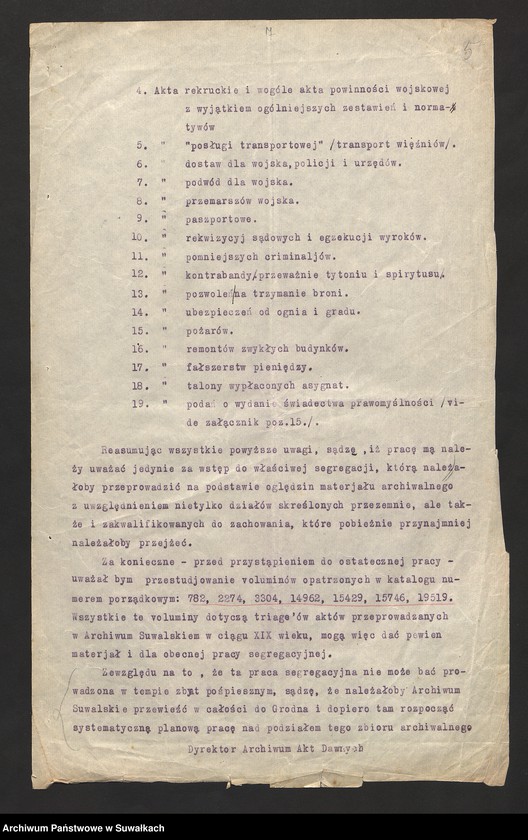 5
4. Akta rekruckie i wogóle akta powinności wojskowej
z wyjątkiem ogólniejszych zestawień i norma-
tywów
5. " "posługi transportowej" /transport więźniów/.
6. " dostaw dla wojska,policji i urzędów.
7. " podwód dla wojska.
8. " przemarszów wojska.
9. " paszportowe.
10. " rekwizycyj sądowych i egzekucji wyroków.
11. " pomniejszych criminaljów.
12. " kontrabandy/przeważnie tytoniu i spirytusu/.
13. " pozwoleń/na trzymanie broni.
14. " ubezpieczeń od ognia i gradu.
15. " pożarów.
16. " remontów zwykłych budynków.
17. " fałszerstw pieniędzy.
18. " talony wypłaconych asygnat.
19. " podań o wydanie świadectwa prawomyślności /vi-
de załącznik poz.15./.
Reasumując wszystkie powyższe uwagi, sądzę ,iż pracę mą nale-
ży uważać jedynie za wstęp do właściwej segregacji, którą należa-
łoby przeprowadzić na podstawie oględzin materjału archiwalnego
z uwzględnieniem nietylko działów skreślonych przezemnie, ale tak-
że i zakwalifikowanych do zachowania, które pobieżnie przynajmniej
należałoby przejżeć.
Za konieczne - przed przystąpieniem do ostatecznej pracy -
uważał bym przestudjowanie voluminów opatrzonych w katalogu nu-
merem porządkowym: 782, 2274, 3304, 14962, 15429, 15746, 19519.
Wszystkie te voluminy dotyczą triage'ów aktów przeprowadzanych
w Archiwum Suwalskiem w ciągu XIX wieku, mogą więc dać pewien
materjał i dla obecnej pracy segregacyjnej.
Zewzględu na to , że ta praca segregacyjna nie może bać pro-
wadzona w tempie zbyt pośpiesznym, sądzę, że należałoby Archiwum
Suwalskie przewieść w całości do Grodna i dopiero tam rozpocząć
systematyczną planową pracę nad podziałem tego zbioru archiwalnego
Dyrektor Archiwum Akt Dawnych
Archiwum Państwowe w Suwałkach